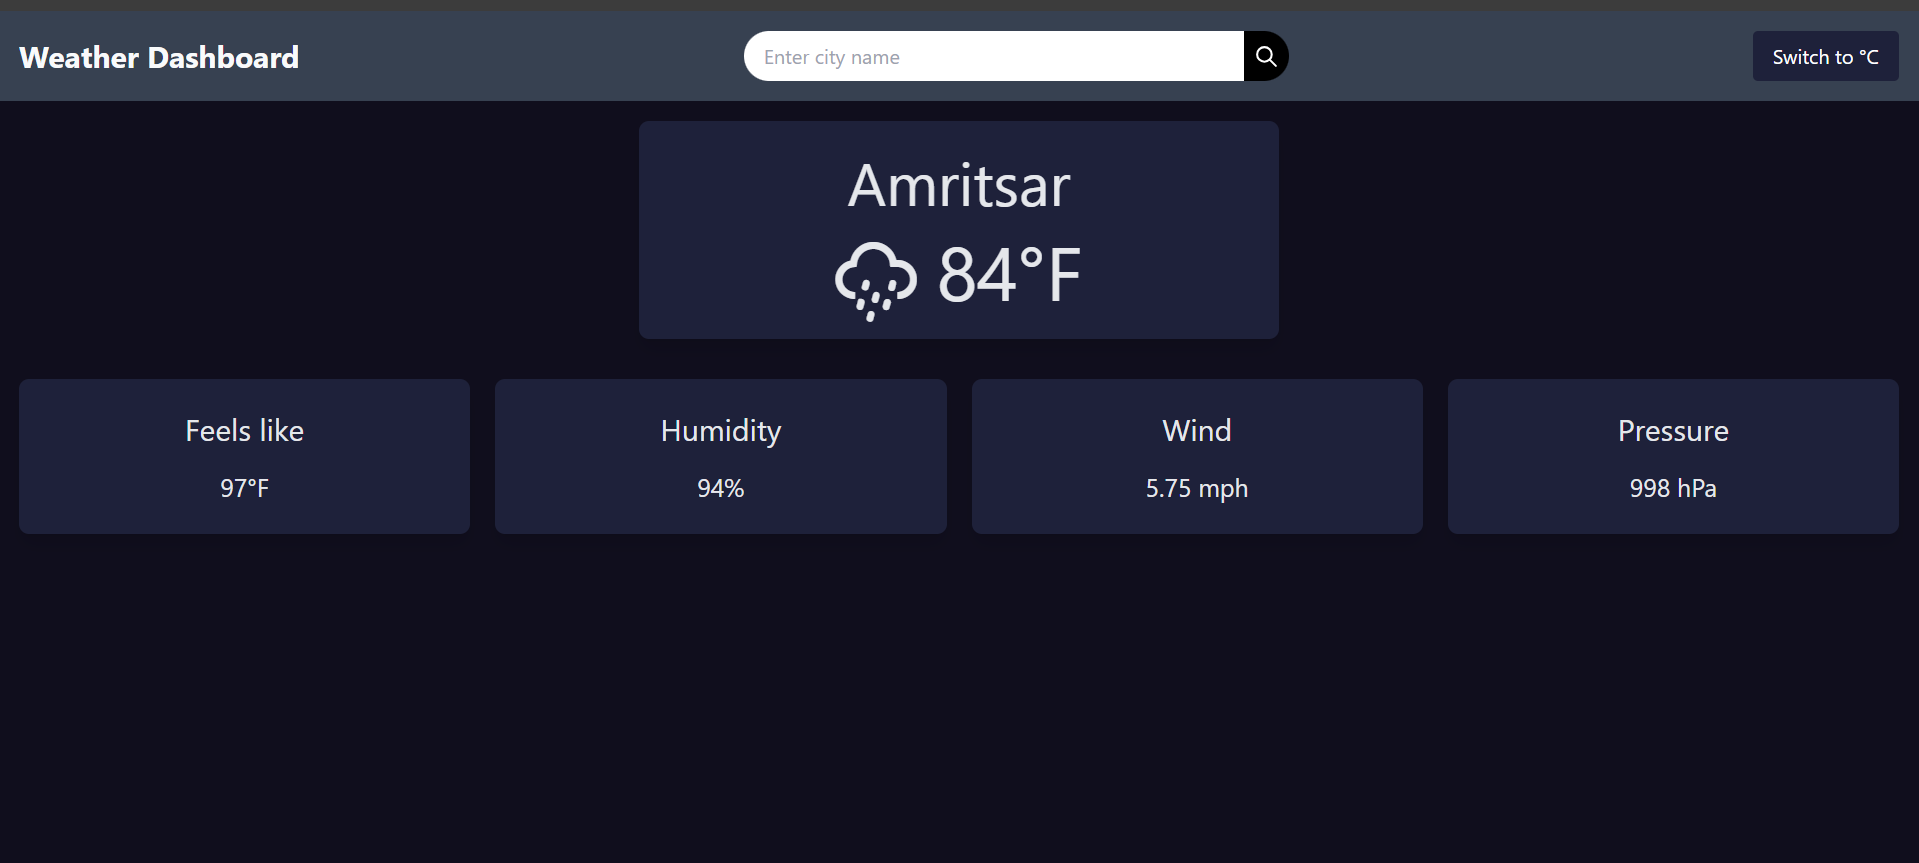 Weather Dashboard
Enter city name
Switch to °C
Amritsar
84°F
Feels like
97°F
Humidity
94%
Wind
5.75 mph
Pressure
998 hPa